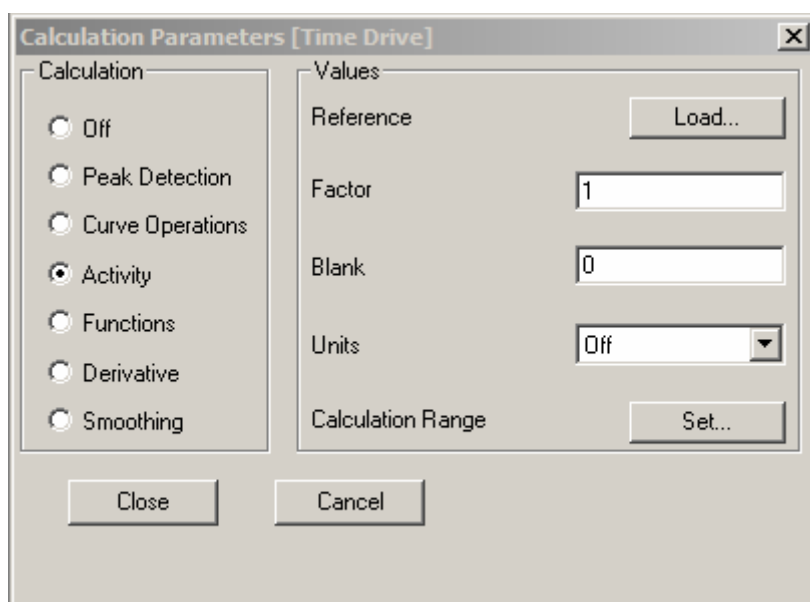 Calculation Parameters [Time Drive]
Calculation
Off
Peak Detection
Curve Operations
Activity
Functions
Derivative
Smoothing
Values
Reference Load...
Factor 1
Blank 0
Units Off
Calculation Range Set...
Close Cancel